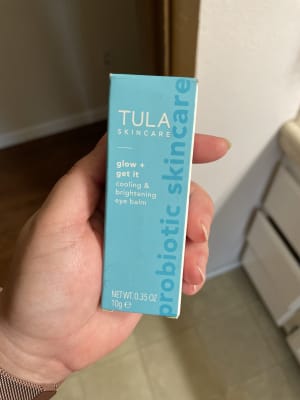 TULA
SKINCARE
glow +
get it
cooling &
brightening
eye balm
NET WT. 0.35 OZ
10g ℮
probiotic skincare